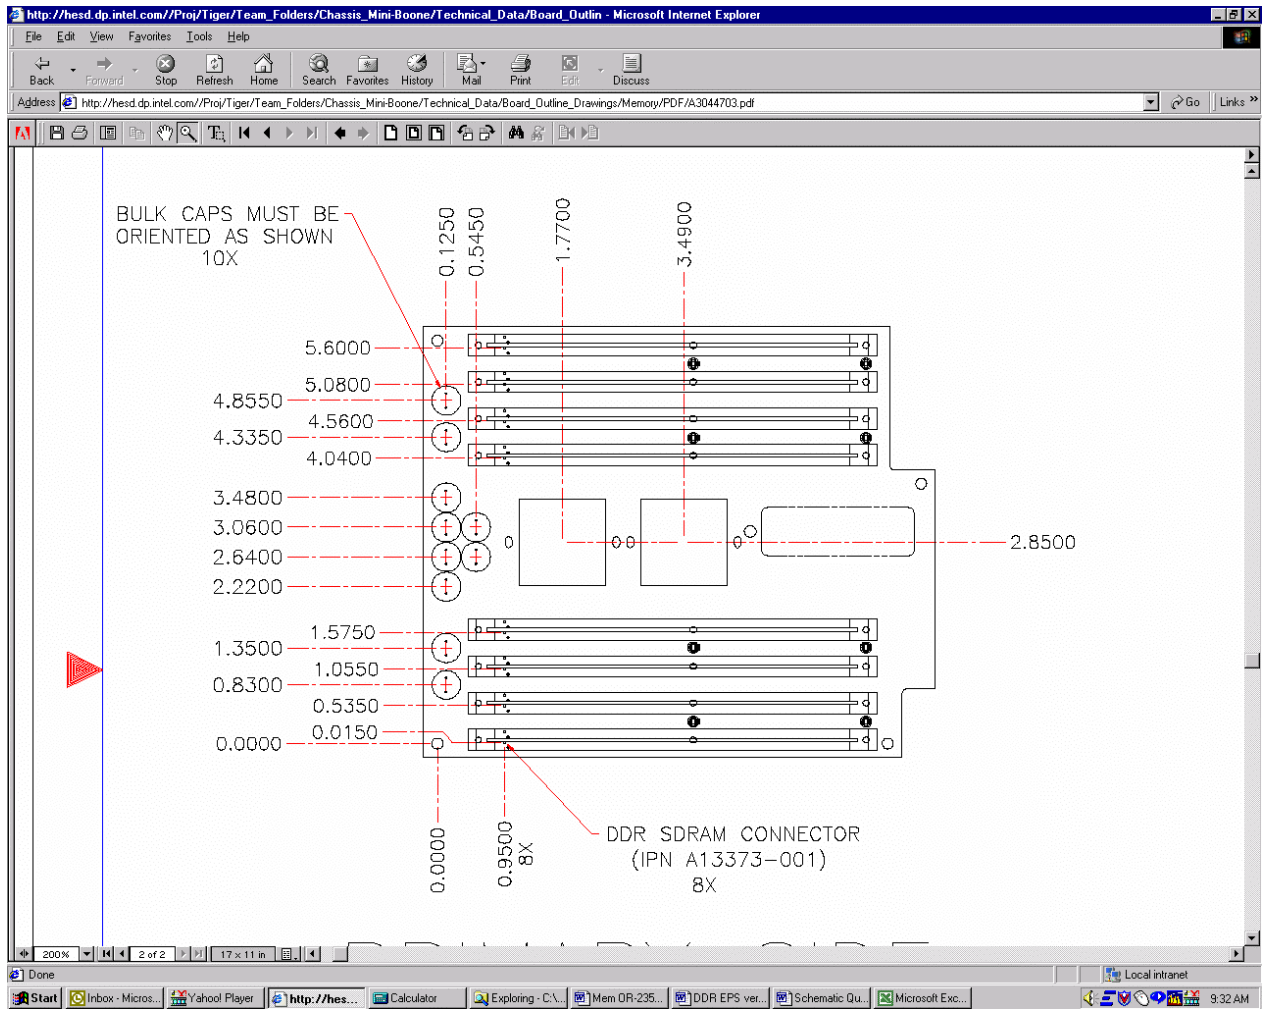 http://hesd.dp.intel.com//Proj/Tiger/Team_Folders/Chassis_Mini-Boone/Technical_Data/Board_Outlin - Microsoft Internet Explorer
File Edit View Favorites Tools Help
Back Forward Stop Refresh Home Search Favorites History Mail Print Edit Discuss
Address http://hesd.dp.intel.com//Proj/Tiger/Team_Folders/Chassis_Mini-Boone/Technical_Data/Board_Outline_Drawings/Memory/PDF/A3044703.pdf Go Links »
BULK CAPS MUST BE
ORIENTED AS SHOWN
10X
0.1250
0.5450
1.7700
3.4900
5.6000
5.0800
4.8550
4.5600
4.3350
4.0400
3.4800
3.0600
2.6400
2.2200
2.8500
1.5750
1.3500
1.0550
0.8300
0.5350
0.0150
0.0000
0.0000
0.9500
8X
DDR SDRAM CONNECTOR
(IPN A13373-001)
8X
200% 2 of 2 17 x 11 in
Done Local intranet
Start Inbox - Micros... Yahoo! Player http://hes... Calculator Exploring - C:\... Mem OR-235... DDR EPS ver... Schematic Qu... Microsoft Exc... 9:32 AM